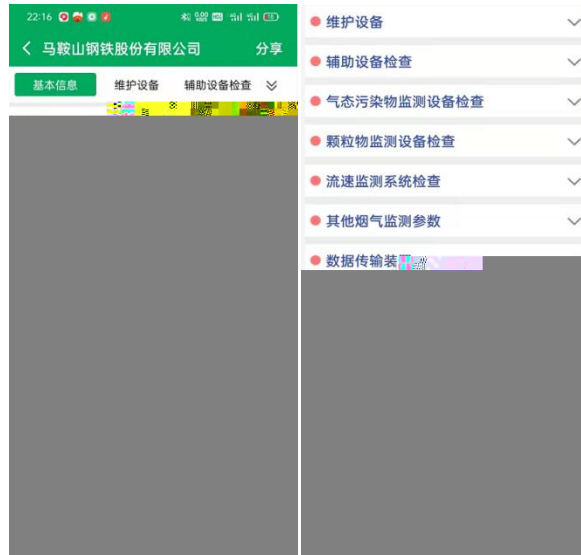 22:16
马鞍山钢铁股份有限公司 分享
基本信息 维护设备 辅助设备检查
维护设备
辅助设备检查
气态污染物监测设备检查
颗粒物监测设备检查
流速监测系统检查
其他烟气监测参数
数据传输装